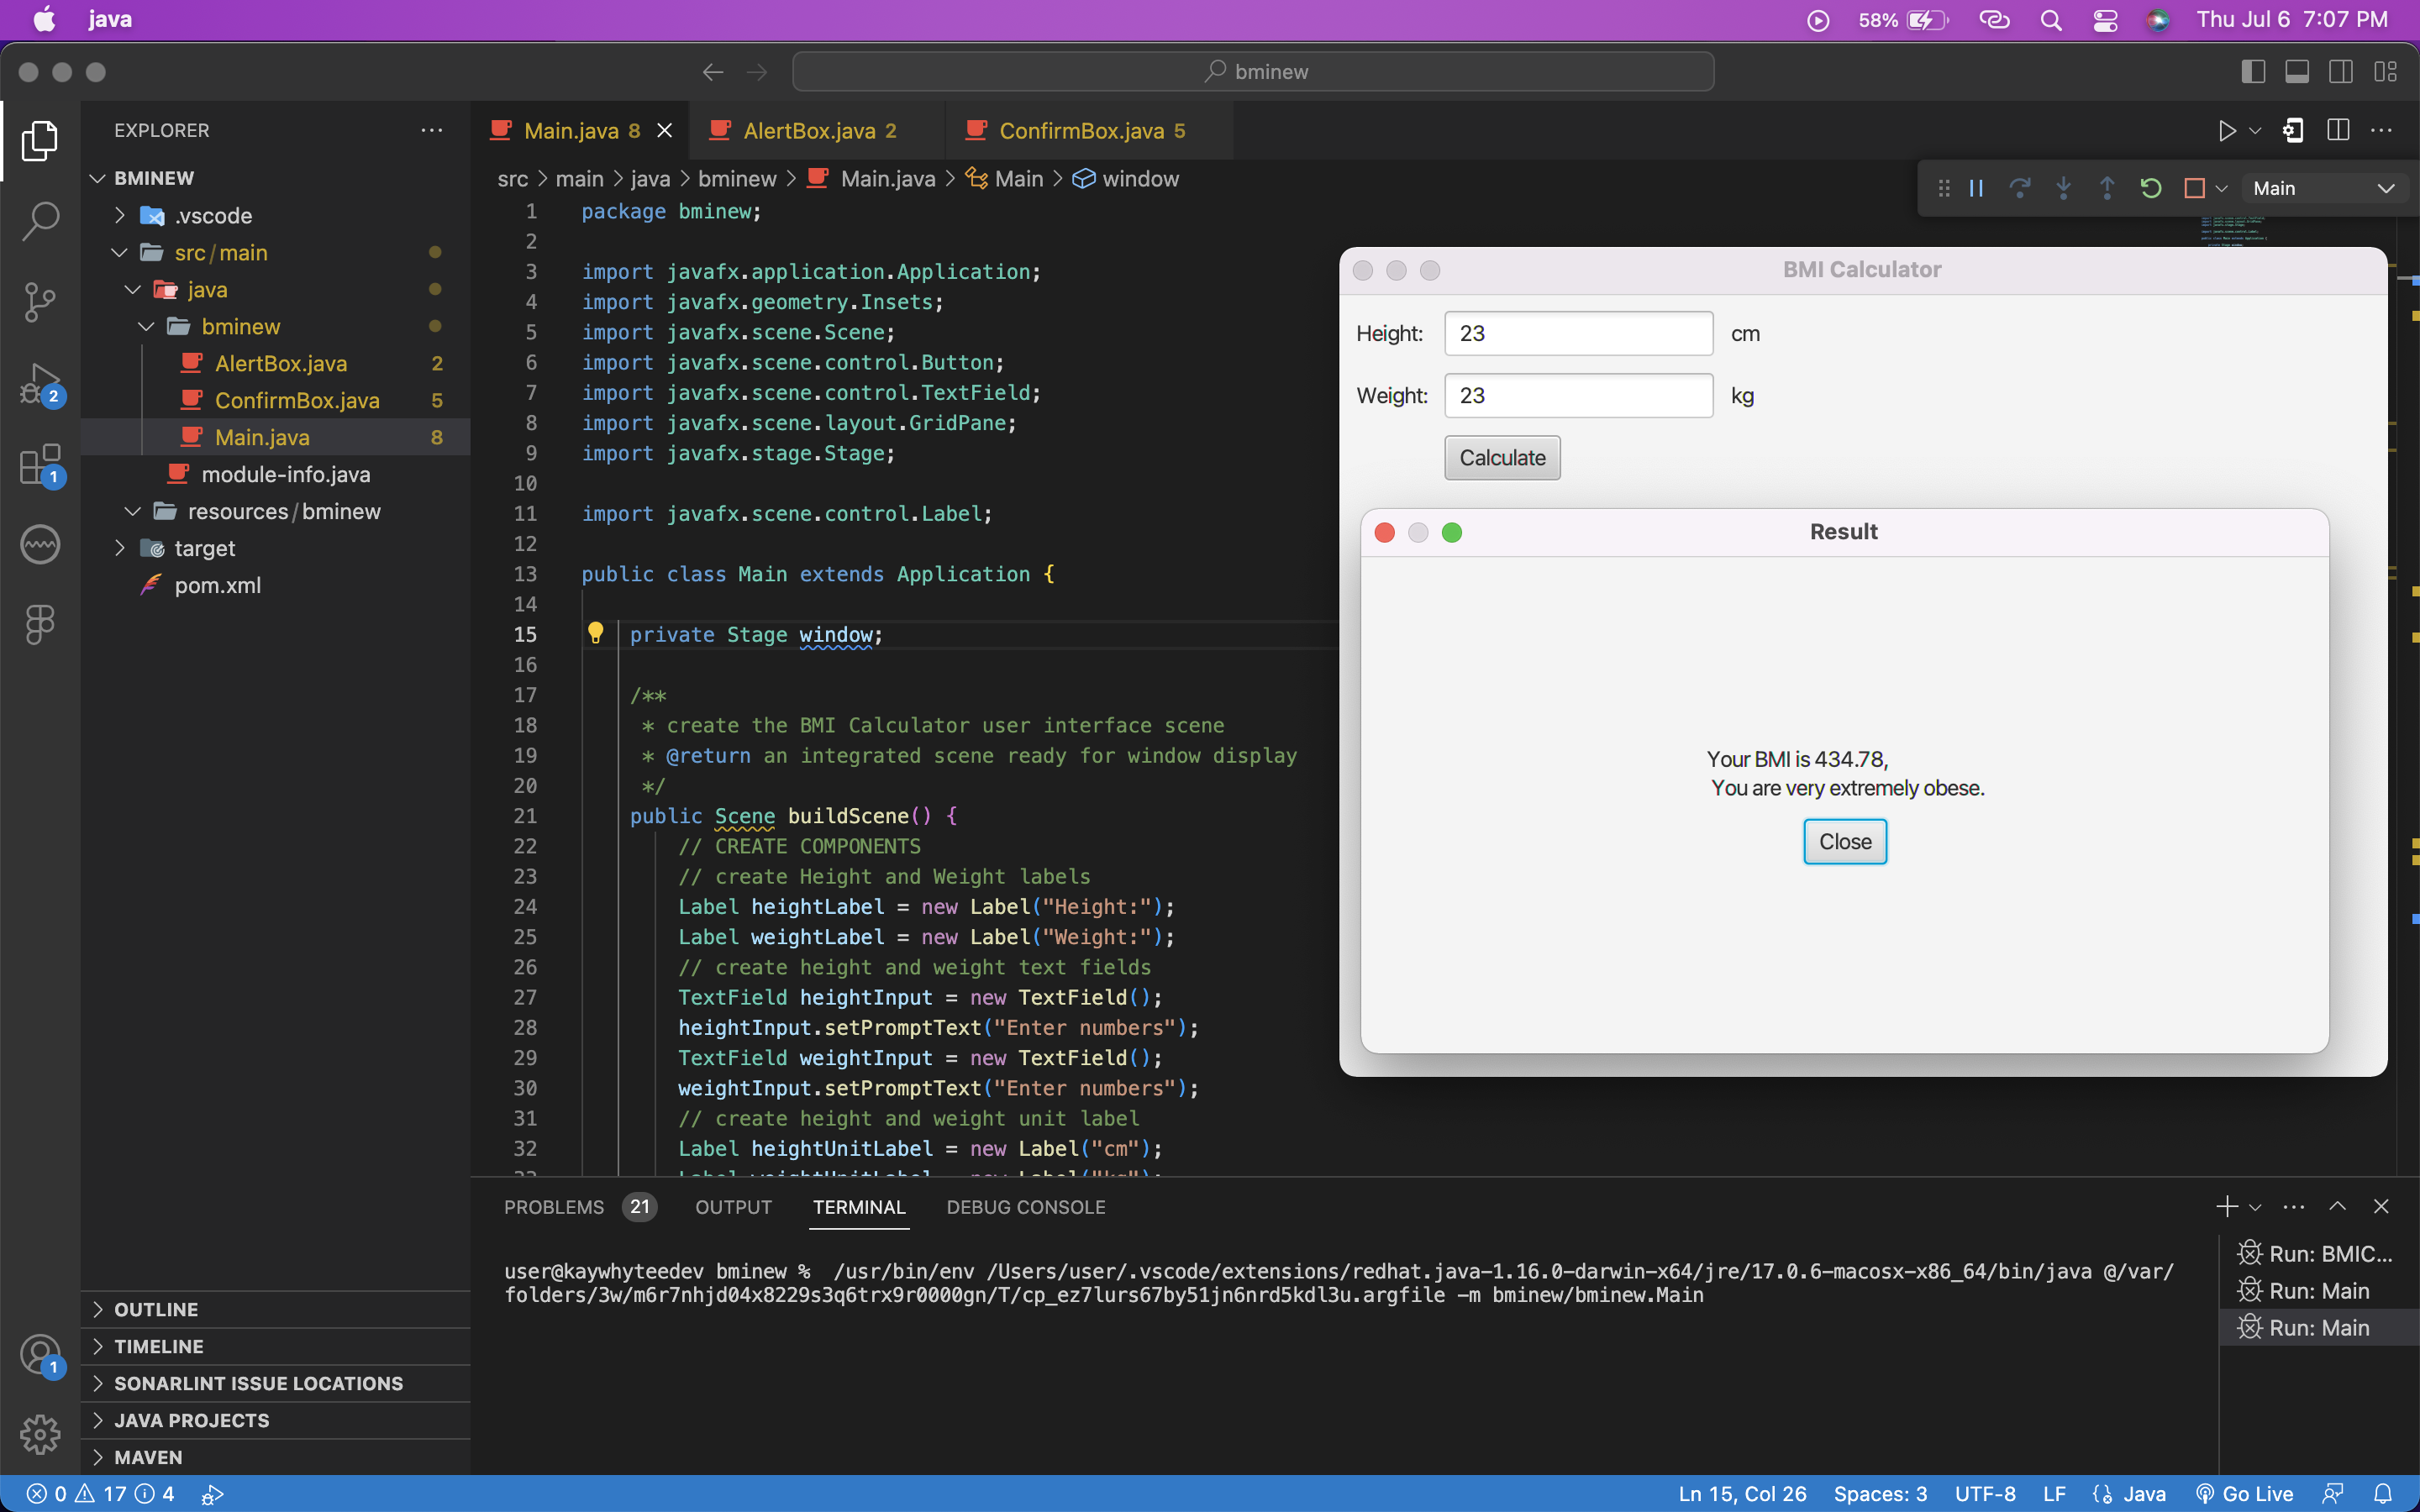 java
58%
Thu Jul 6 7:07 PM
bminew
EXPLORER
BMINEW
.vscode
src/main
java
bminew
AlertBox.java 2
ConfirmBox.java 5
Main.java 8
module-info.java
resources/bminew
target
pom.xml
OUTLINE
TIMELINE
SONARLINT ISSUE LOCATIONS
JAVA PROJECTS
MAVEN
2
1
1
Main.java 8
AlertBox.java 2
ConfirmBox.java 5
src > main > java > bminew > Main.java > Main > window
Main
1 package bminew;
2
3 import javafx.application.Application;
4 import javafx.geometry.Insets;
5 import javafx.scene.Scene;
6 import javafx.scene.control.Button;
7 import javafx.scene.control.TextField;
8 import javafx.scene.layout.GridPane;
9 import javafx.stage.Stage;
10
11 import javafx.scene.control.Label;
12
13 public class Main extends Application {
14
15 private Stage window;
16
17 /**
18 * create the BMI Calculator user interface scene
19 * @return an integrated scene ready for window display
20 */
21 public Scene buildScene() {
22 // CREATE COMPONENTS
23 // create Height and Weight labels
24 Label heightLabel = new Label("Height:");
25 Label weightLabel = new Label("Weight:");
26 // create height and weight text fields
27 TextField heightInput = new TextField();
28 heightInput.setPromptText("Enter numbers");
29 TextField weightInput = new TextField();
30 weightInput.setPromptText("Enter numbers");
31 // create height and weight unit label
32 Label heightUnitLabel = new Label("cm");
BMI Calculator
Height: 23 cm
Weight: 23 kg
Calculate
Result
Your BMI is 434.78,
You are very extremely obese.
Close
PROBLEMS 21 OUTPUT TERMINAL DEBUG CONSOLE
user@kaywhyteedev bminew % /usr/bin/env /Users/user/.vscode/extensions/redhat.java-1.16.0-darwin-x64/jre/17.0.6-macosx-x86_64/bin/java @/var/
folders/3w/m6r7nhjd04x8229s3q6trx9r0000gn/T/cp_ez7lurs67by51jn6nrd5kdl3u.argfile -m bminew/bminew.Main
Run: BMIC...
Run: Main
Run: Main
0 17 4
Ln 15, Col 26
Spaces: 3
UTF-8
LF
Java
Go Live